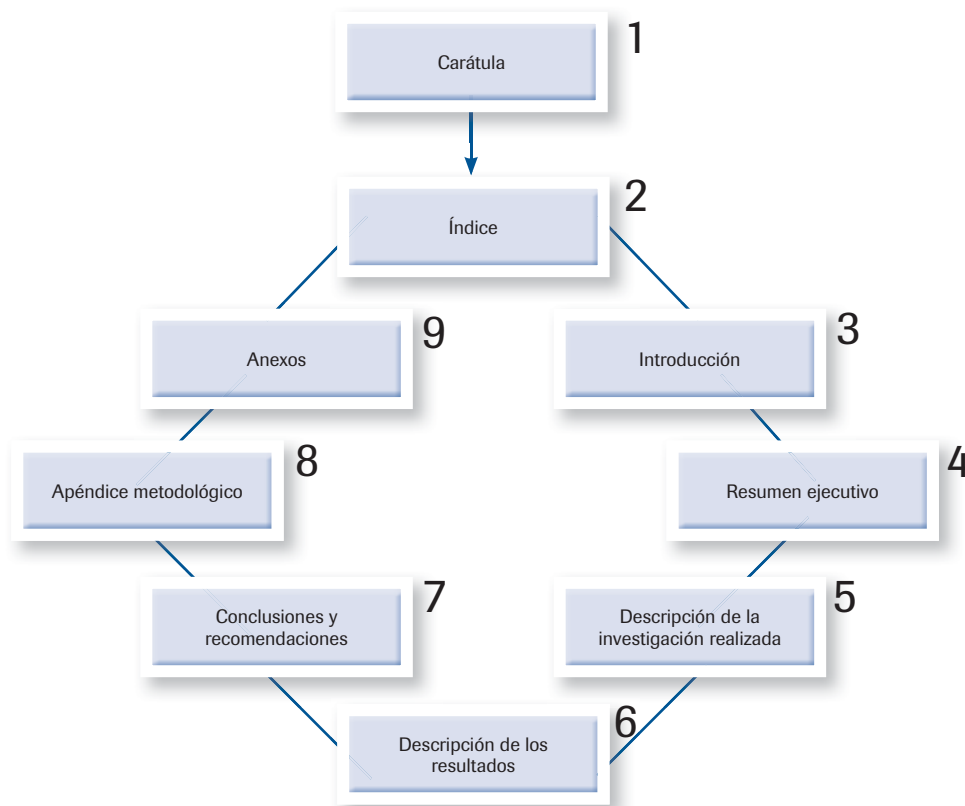 Carátula
1
Índice
2
Introducción
3
Resumen ejecutivo
4
Descripción de la
investigación realizada
5
Descripción de los
resultados
6
Conclusiones y
recomendaciones
7
Apéndice metodológico
8
Anexos
9